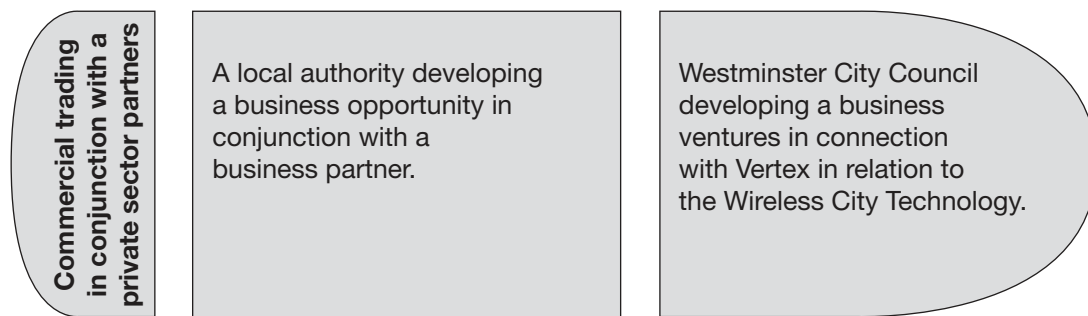 Commercial trading
in conjunction with a
private sector partners
A local authority developing
a business opportunity in
conjunction with a
business partner.
Westminster City Council
developing a business
ventures in connection
with Vertex in relation to
the Wireless City Technology.